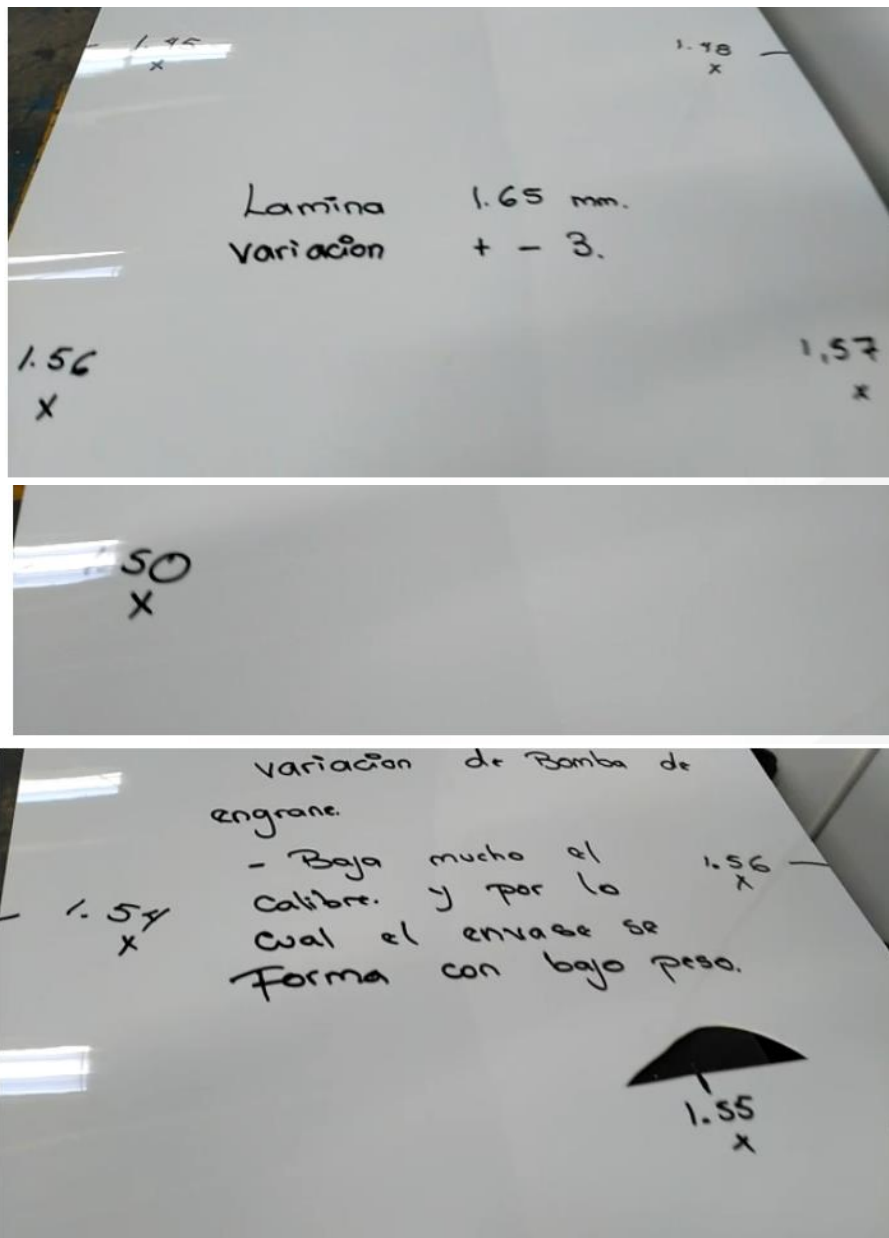 1.45
x
1.48
x
Lamina 1.65 mm.
Variacion + - 3.
1.56
x
1,57
x
1.50
x
variacion de Bomba de
engrane.
- Baja mucho el
Calibre. y por lo
cual el envase se
Forma con bajo peso.
1.54
x
1.56
x
1.55
x